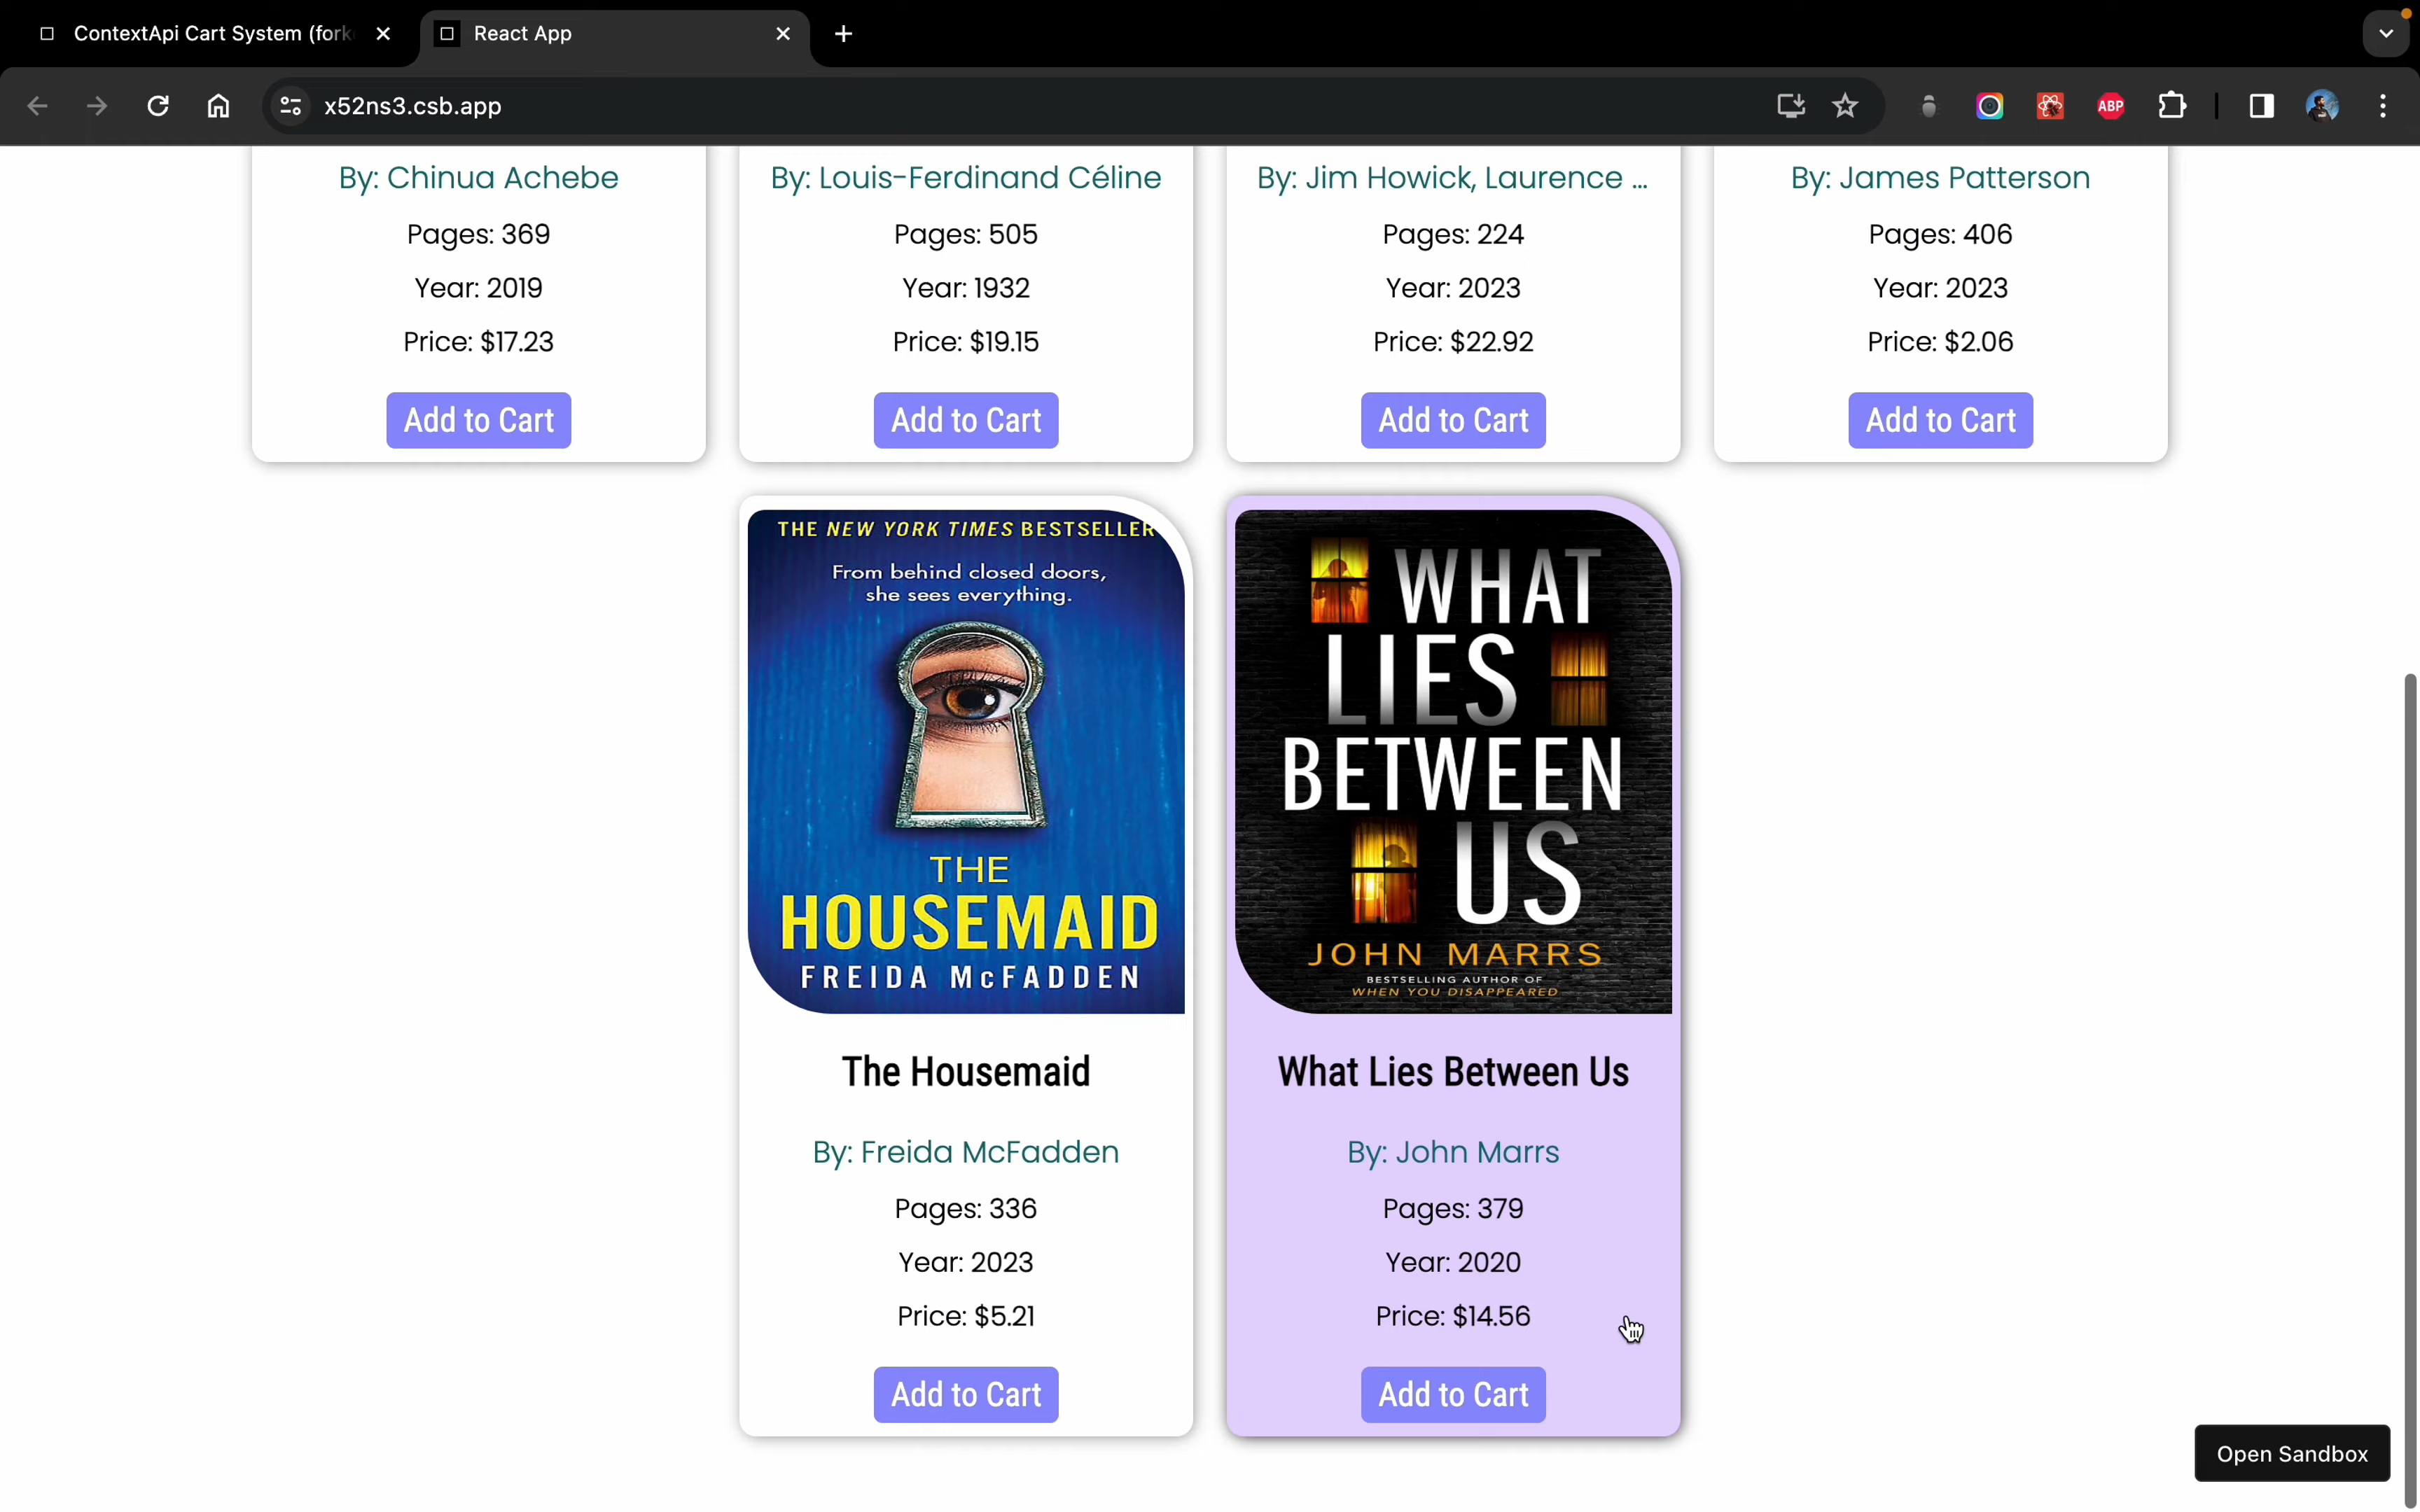 ContextApi Cart System (fork
React App
x52ns3.csb.app
ABP
By: Chinua Achebe
Pages: 369
Year: 2019
Price: $17.23
Add to Cart
By: Louis-Ferdinand Céline
Pages: 505
Year: 1932
Price: $19.15
Add to Cart
By: Jim Howick, Laurence ...
Pages: 224
Year: 2023
Price: $22.92
Add to Cart
By: James Patterson
Pages: 406
Year: 2023
Price: $2.06
Add to Cart
THE NEW YORK TIMES BESTSELLER
From behind closed doors,
she sees everything.
THE
HOUSEMAID
FREIDA McFADDEN
The Housemaid
By: Freida McFadden
Pages: 336
Year: 2023
Price: $5.21
Add to Cart
WHAT
LIES
BETWEEN
US
JOHN MARRS
BESTSELLING AUTHOR OF
WHEN YOU DISAPPEARED
What Lies Between Us
By: John Marrs
Pages: 379
Year: 2020
Price: $14.56
Add to Cart
Open Sandbox